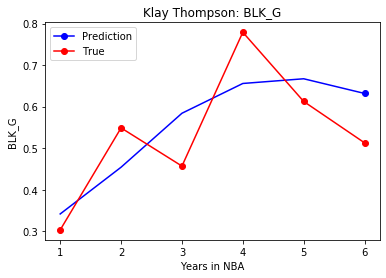 Klay Thompson: BLK_G
Prediction
True
BLK_G
0.8
0.7
0.6
0.5
0.4
0.3
1 2 3 4 5 6
Years in NBA